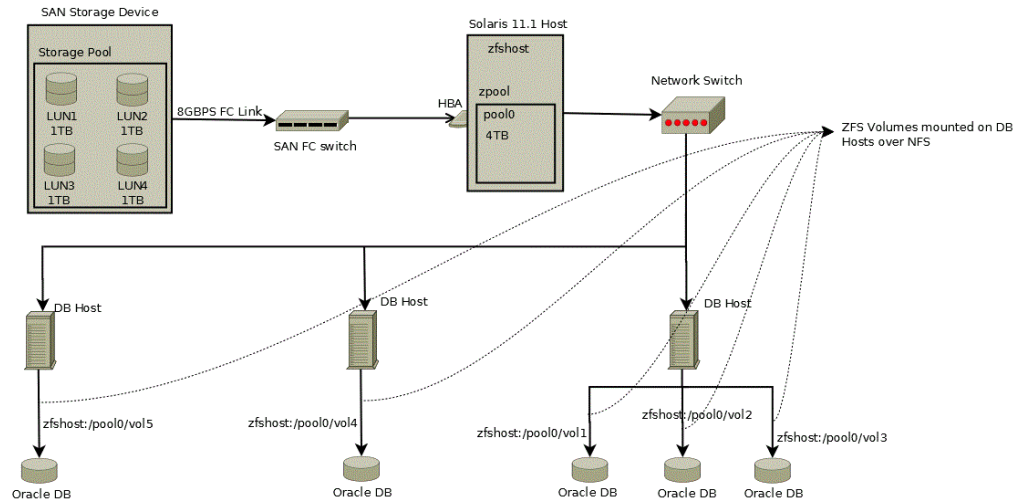 SAN Storage Device
Storage Pool
LUN1
1TB
LUN2
1TB
LUN3
1TB
LUN4
1TB
8GBPS FC Link
SAN FC switch
HBA
Solaris 11.1 Host
zfshost
zpool
pool0
4TB
Network Switch
ZFS Volumes mounted on DB
Hosts over NFS
DB Host
DB Host
DB Host
zfshost:/pool0/vol5
zfshost:/pool0/vol4
zfshost:/pool0/vol1
zfshost:/pool0/vol2
zfshost:/pool0/vol3
Oracle DB
Oracle DB
Oracle DB
Oracle DB
Oracle DB